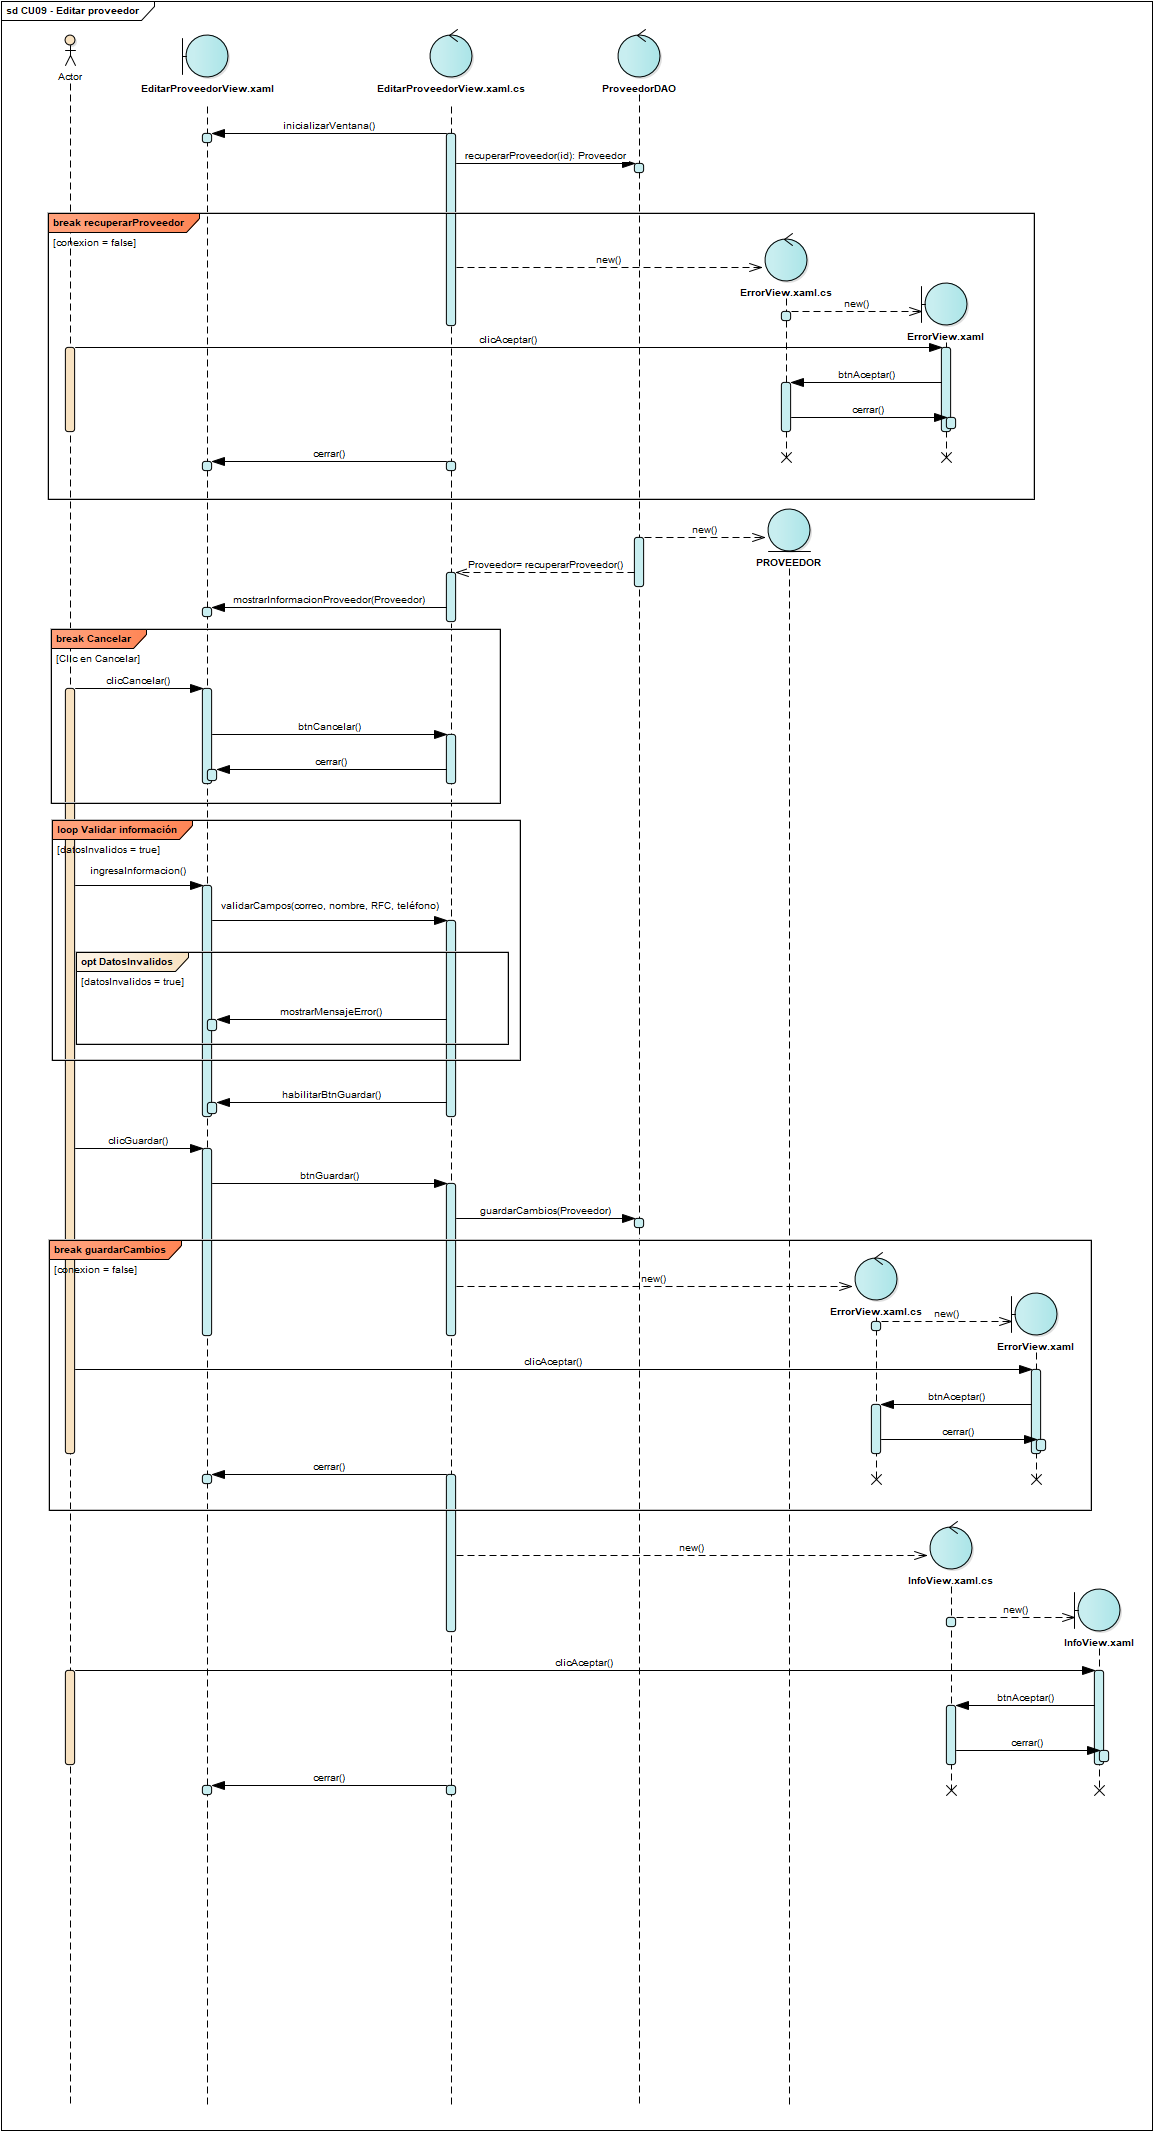 sd CU09 - Editar proveedor
Actor
EditarProveedorView.xaml
EditarProveedorView.xaml.cs
ProveedorDAO
inicializarVentana()
recuperarProveedor(id): Proveedor
break recuperarProveedor
[conexion = false]
new()
ErrorView.xaml.cs
new()
ErrorView.xaml
clicAceptar()
btnAceptar()
cerrar()
cerrar()
new()
PROVEEDOR
Proveedor= recuperarProveedor()
mostrarInformacionProveedor(Proveedor)
break Cancelar
[Clic en Cancelar]
clicCancelar()
btnCancelar()
cerrar()
loop Validar información
[datosInvalidos = true]
ingresaInformacion()
validarCampos(correo, nombre, RFC, teléfono)
opt DatosInvalidos
[datosInvalidos = true]
mostrarMensajeError()
habilitarBtnGuardar()
clicGuardar()
btnGuardar()
guardarCambios(Proveedor)
break guardarCambios
[conexion = false]
new()
ErrorView.xaml.cs
new()
ErrorView.xaml
clicAceptar()
btnAceptar()
cerrar()
cerrar()
new()
InfoView.xaml.cs
new()
InfoView.xaml
clicAceptar()
btnAceptar()
cerrar()
cerrar()